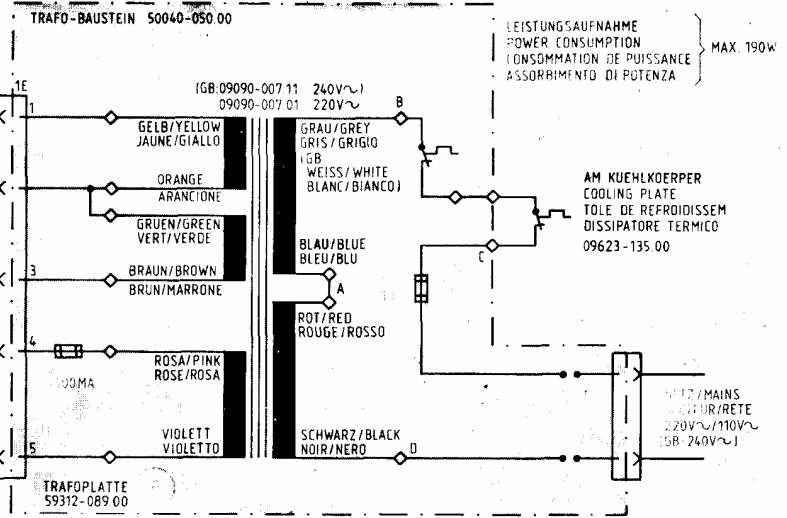 TRAFO-BAUSTEIN 50040-050.00
LEISTUNGSAUFNAHME
POWER CONSUMPTION
CONSOMMATION DE PUISSANCE
ASSORBIMENTO DI POTENZA
MAX. 190W
1E
(GB:09090-007.11 240V~)
09090-007.01 220V~
B
1
GELB/YELLOW
JAUNE/GIALLO
GRAU/GREY
GRIS/GRIGIO
(GB
WEISS/WHITE
BLANC/BIANCO)
ORANGE
ARANCIONE
AM KUEHLKOERPER
COOLING PLATE
TOLE DE REFROIDISSEM
DISSIPATORE TERMICO
09623-135.00
GRUEN/GREEN
VERT/VERDE
BLAU/BLUE
BLEU/BLU
C
3
BRAUN/BROWN
BRUN/MARRONE
A
ROT/RED
ROUGE/ROSSO
4
ROSA/PINK
ROSE/ROSA
/MAINS
/RETE
220V~/110V~
(GB:240V~)
5
VIOLETT
VIOLETTO
SCHWARZ/BLACK
NOIR/NERO
D
TRAFOPLATTE
59312-089.00